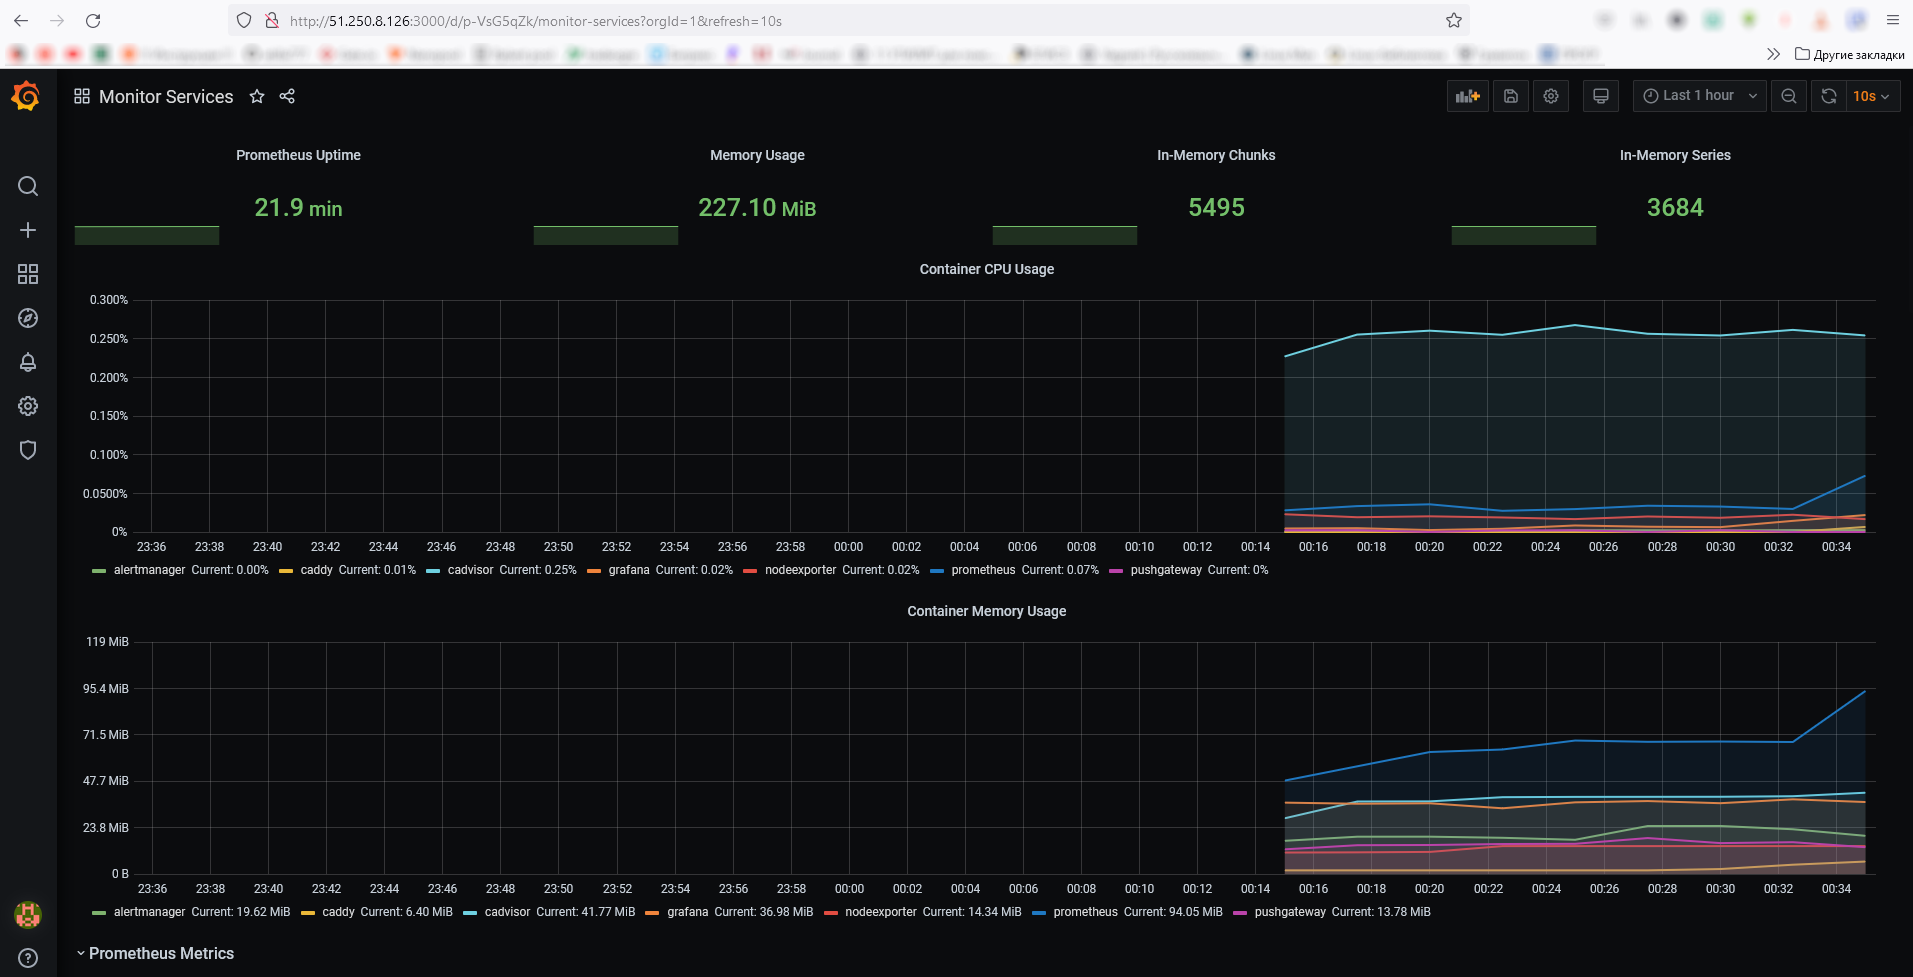 http://51.250.8.126:3000/d/p-VsG5qZk/monitor-services?orgId=1&refresh=10s
Другие закладки
Monitor Services
Last 1 hour
10s
Prometheus Uptime
Memory Usage
In-Memory Chunks
In-Memory Series
21.9 min
227.10 MiB
5495
3684
Container CPU Usage
0.300%
0.250%
0.200%
0.150%
0.100%
0.0500%
0%
23:36 23:38 23:40 23:42 23:44 23:46 23:48 23:50 23:52 23:54 23:56 23:58 00:00 00:02 00:04 00:06 00:08 00:10 00:12 00:14 00:16 00:18 00:20 00:22 00:24 00:26 00:28 00:30 00:32 00:34
alertmanager Current: 0.00% caddy Current: 0.01% cadvisor Current: 0.25% grafana Current: 0.02% nodeexporter Current: 0.02% prometheus Current: 0.07% pushgateway Current: 0%
Container Memory Usage
119 MiB
95.4 MiB
71.5 MiB
47.7 MiB
23.8 MiB
0 B
23:36 23:38 23:40 23:42 23:44 23:46 23:48 23:50 23:52 23:54 23:56 23:58 00:00 00:02 00:04 00:06 00:08 00:10 00:12 00:14 00:16 00:18 00:20 00:22 00:24 00:26 00:28 00:30 00:32 00:34
alertmanager Current: 19.62 MiB caddy Current: 6.40 MiB cadvisor Current: 41.77 MiB grafana Current: 36.98 MiB nodeexporter Current: 14.34 MiB prometheus Current: 94.05 MiB pushgateway Current: 13.78 MiB
Prometheus Metrics